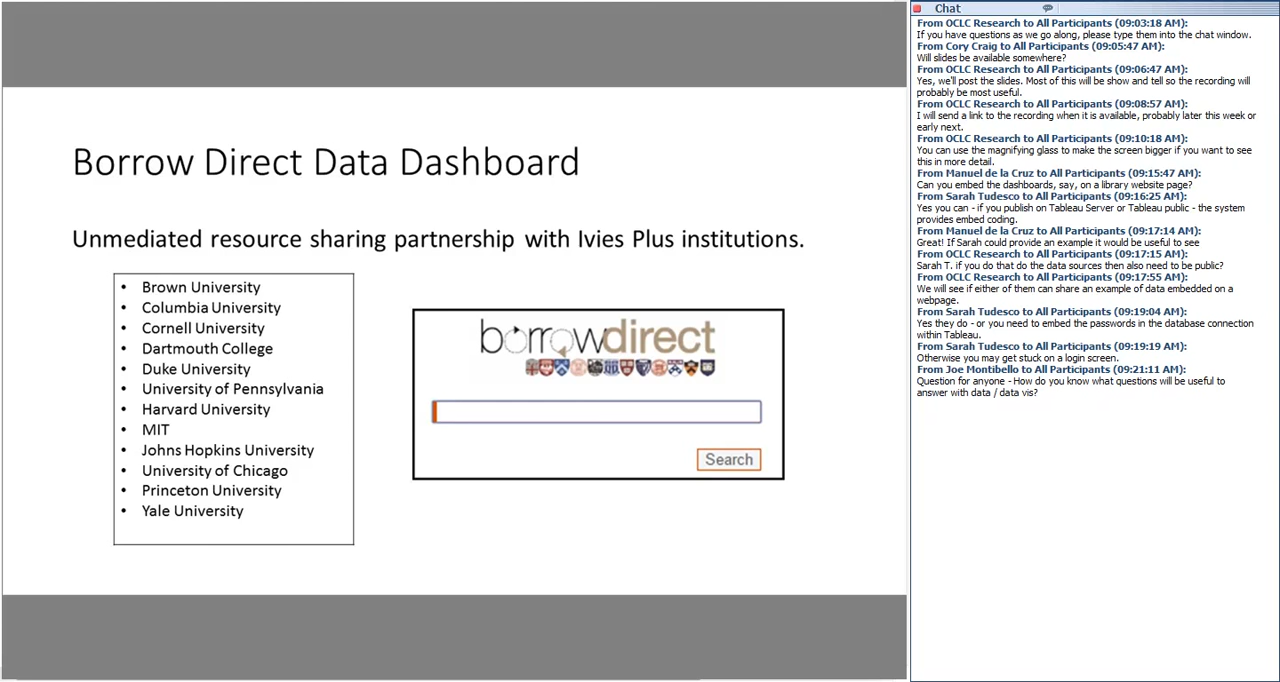 Borrow Direct Data Dashboard
Unmediated resource sharing partnership with Ivies Plus institutions.
• Brown University
• Columbia University
• Cornell University
• Dartmouth College
• Duke University
• University of Pennsylvania
• Harvard University
• MIT
• Johns Hopkins University
• University of Chicago
• Princeton University
• Yale University
borrowdirect
Search
Chat
From OCLC Research to All Participants (09:03:18 AM):
If you have questions as we go along, please type them into the chat window.
From Cory Craig to All Participants (09:05:47 AM):
Will slides be available somewhere?
From OCLC Research to All Participants (09:06:47 AM):
Yes, we'll post the slides. Most of this will be show and tell so the recording will
probably be most useful.
From OCLC Research to All Participants (09:08:57 AM):
I will send a link to the recording when it is available, probably later this week or
early next.
From OCLC Research to All Participants (09:10:18 AM):
You can use the magnifying glass to make the screen bigger if you want to see
this in more detail.
From Manuel de la Cruz to All Participants (09:15:47 AM):
Can you embed the dashboards, say, on a library website page?
From Sarah Tudesco to All Participants (09:16:25 AM):
Yes you can - if you publish on Tableau Server or Tableau public - the system
provides embed coding.
From Manuel de la Cruz to All Participants (09:17:14 AM):
Great! If Sarah could provide an example it would be useful to see
From OCLC Research to All Participants (09:17:15 AM):
Sarah T. if you do that do the data sources then also need to be public?
From OCLC Research to All Participants (09:17:55 AM):
We will see if either of them can share an example of data embedded on a
webpage.
From Sarah Tudesco to All Participants (09:19:04 AM):
Yes they do - or you need to embed the passwords in the database connection
within Tableau.
From Sarah Tudesco to All Participants (09:19:19 AM):
Otherwise you may get stuck on a login screen.
From Joe Montibello to All Participants (09:21:11 AM):
Question for anyone - How do you know what questions will be useful to
answer with data / data vis?